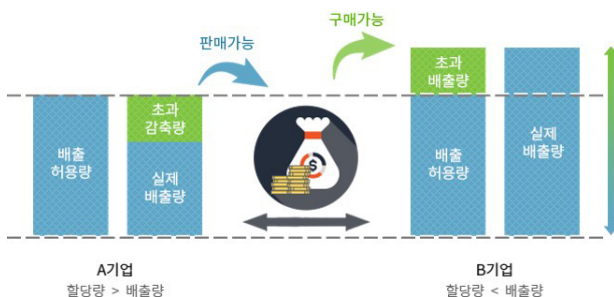 판매가능
구매가능
배출
허용량
초과
감축량
실제
배출량
$
초과
배출량
배출
허용량
실제
배출량
A기업
할당량 > 배출량
B기업
할당량 < 배출량